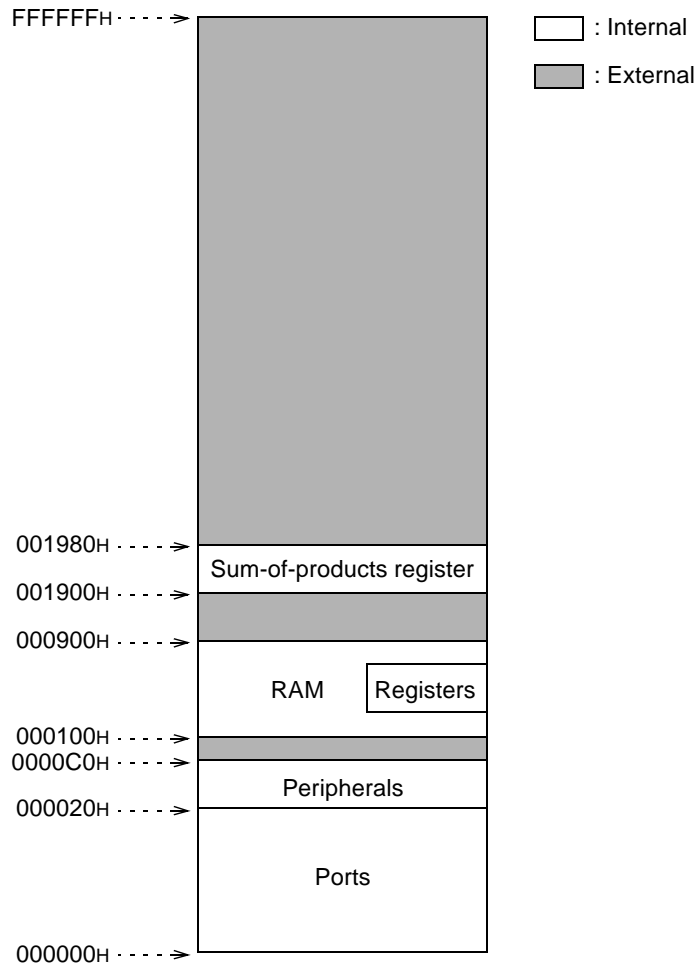 FFFFFFH
: Internal
: External
001980H
Sum-of-products register
001900H
000900H
RAM
Registers
000100H
0000C0H
Peripherals
000020H
Ports
000000H